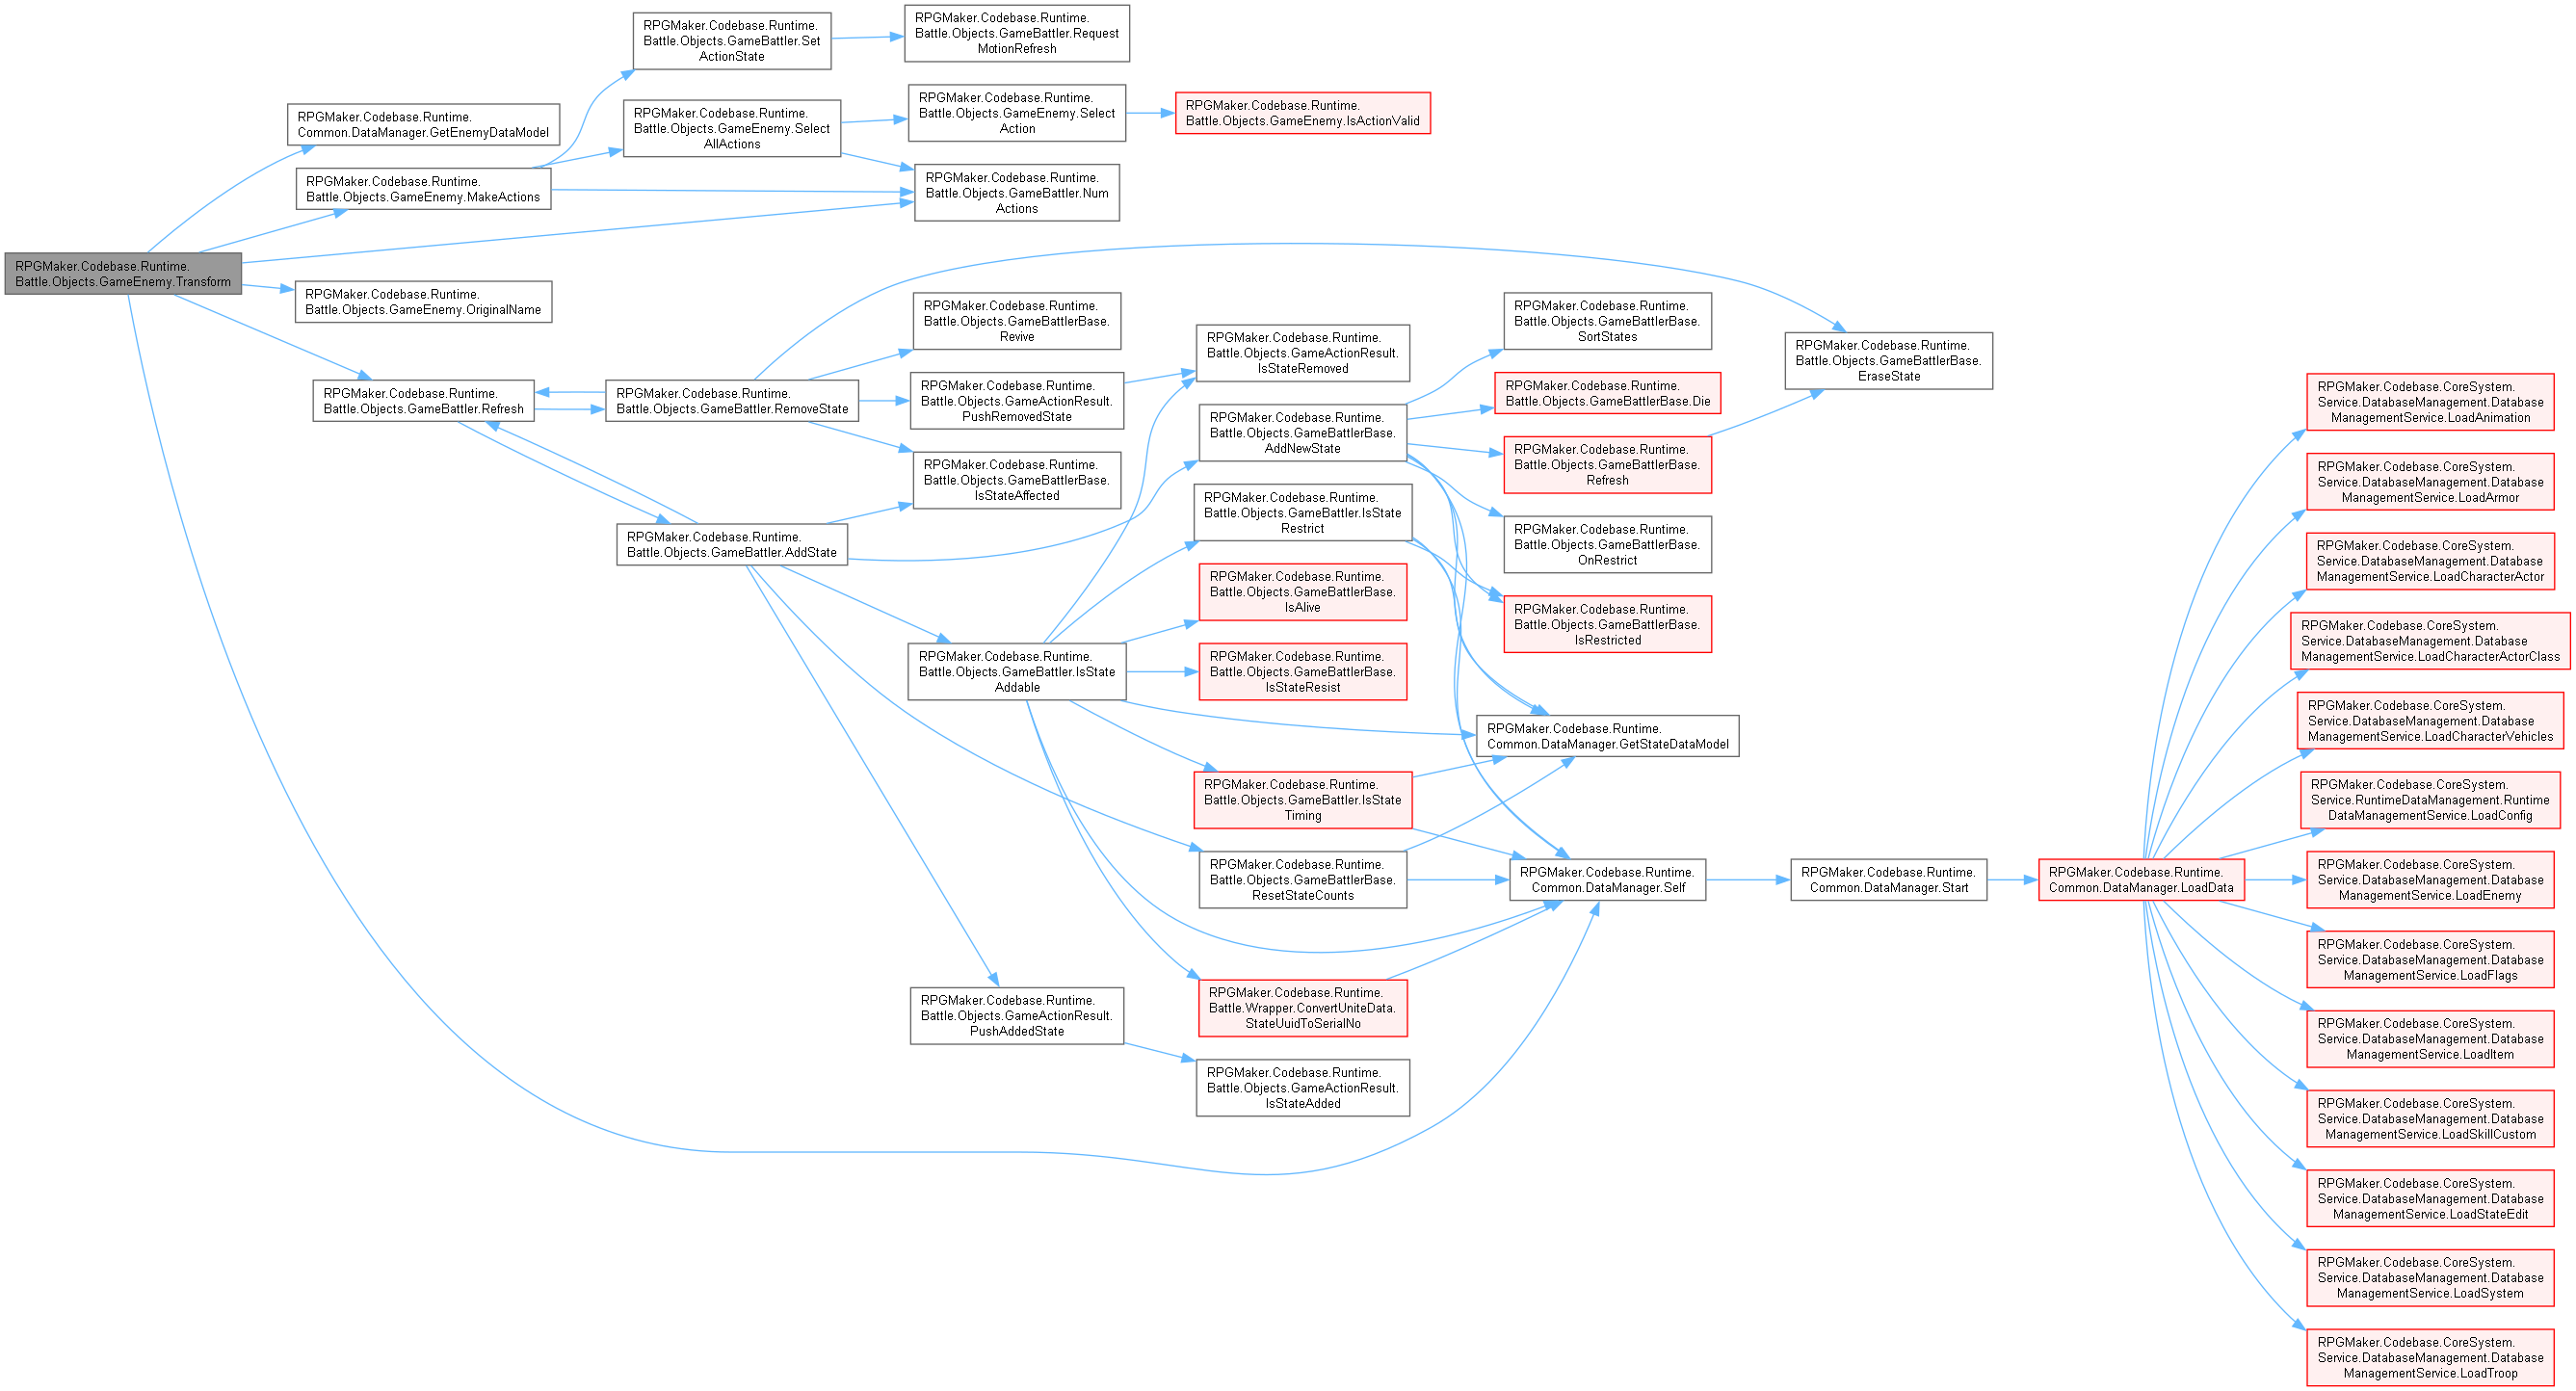 RPGMaker.Codebase.Runtime.
Battle.Objects.GameEnemy.Transform
RPGMaker.Codebase.Runtime.
Common.DataManager.GetEnemyDataModel
RPGMaker.Codebase.Runtime.
Battle.Objects.GameEnemy.MakeActions
RPGMaker.Codebase.Runtime.
Battle.Objects.GameEnemy.OriginalName
RPGMaker.Codebase.Runtime.
Battle.Objects.GameBattler.Refresh
RPGMaker.Codebase.Runtime.
Battle.Objects.GameBattler.Set
ActionState
RPGMaker.Codebase.Runtime.
Battle.Objects.GameEnemy.Select
AllActions
RPGMaker.Codebase.Runtime.
Battle.Objects.GameBattler.RemoveState
RPGMaker.Codebase.Runtime.
Battle.Objects.GameBattler.AddState
RPGMaker.Codebase.Runtime.
Battle.Objects.GameBattler.Request
MotionRefresh
RPGMaker.Codebase.Runtime.
Battle.Objects.GameEnemy.Select
Action
RPGMaker.Codebase.Runtime.
Battle.Objects.GameBattler.Num
Actions
RPGMaker.Codebase.Runtime.
Battle.Objects.GameBattlerBase.
Revive
RPGMaker.Codebase.Runtime.
Battle.Objects.GameActionResult.
PushRemovedState
RPGMaker.Codebase.Runtime.
Battle.Objects.GameBattlerBase.
IsStateAffected
RPGMaker.Codebase.Runtime.
Battle.Objects.GameBattler.IsState
Addable
RPGMaker.Codebase.Runtime.
Battle.Objects.GameActionResult.
PushAddedState
RPGMaker.Codebase.Runtime.
Battle.Objects.GameEnemy.IsActionValid
RPGMaker.Codebase.Runtime.
Battle.Objects.GameActionResult.
IsStateRemoved
RPGMaker.Codebase.Runtime.
Battle.Objects.GameBattlerBase.
AddNewState
RPGMaker.Codebase.Runtime.
Battle.Objects.GameBattler.IsState
Restrict
RPGMaker.Codebase.Runtime.
Battle.Objects.GameBattlerBase.
IsAlive
RPGMaker.Codebase.Runtime.
Battle.Objects.GameBattlerBase.
IsStateResist
RPGMaker.Codebase.Runtime.
Battle.Objects.GameBattler.IsState
Timing
RPGMaker.Codebase.Runtime.
Battle.Objects.GameBattlerBase.
ResetStateCounts
RPGMaker.Codebase.Runtime.
Battle.Wrapper.ConvertUniteData.
StateUuidToSerialNo
RPGMaker.Codebase.Runtime.
Battle.Objects.GameActionResult.
IsStateAdded
RPGMaker.Codebase.Runtime.
Battle.Objects.GameBattlerBase.
SortStates
RPGMaker.Codebase.Runtime.
Battle.Objects.GameBattlerBase.Die
RPGMaker.Codebase.Runtime.
Battle.Objects.GameBattlerBase.
Refresh
RPGMaker.Codebase.Runtime.
Battle.Objects.GameBattlerBase.
OnRestrict
RPGMaker.Codebase.Runtime.
Battle.Objects.GameBattlerBase.
IsRestricted
RPGMaker.Codebase.Runtime.
Common.DataManager.GetStateDataModel
RPGMaker.Codebase.Runtime.
Common.DataManager.Self
RPGMaker.Codebase.Runtime.
Battle.Objects.GameBattlerBase.
EraseState
RPGMaker.Codebase.Runtime.
Common.DataManager.Start
RPGMaker.Codebase.Runtime.
Common.DataManager.LoadData
RPGMaker.Codebase.CoreSystem.
Service.DatabaseManagement.Database
ManagementService.LoadAnimation
RPGMaker.Codebase.CoreSystem.
Service.DatabaseManagement.Database
ManagementService.LoadArmor
RPGMaker.Codebase.CoreSystem.
Service.DatabaseManagement.Database
ManagementService.LoadCharacterActor
RPGMaker.Codebase.CoreSystem.
Service.DatabaseManagement.Database
ManagementService.LoadCharacterActorClass
RPGMaker.Codebase.CoreSystem.
Service.DatabaseManagement.Database
ManagementService.LoadCharacterVehicles
RPGMaker.Codebase.CoreSystem.
Service.RuntimeDataManagement.Runtime
DataManagementService.LoadConfig
RPGMaker.Codebase.CoreSystem.
Service.DatabaseManagement.Database
ManagementService.LoadEnemy
RPGMaker.Codebase.CoreSystem.
Service.DatabaseManagement.Database
ManagementService.LoadFlags
RPGMaker.Codebase.CoreSystem.
Service.DatabaseManagement.Database
ManagementService.LoadItem
RPGMaker.Codebase.CoreSystem.
Service.DatabaseManagement.Database
ManagementService.LoadSkillCustom
RPGMaker.Codebase.CoreSystem.
Service.DatabaseManagement.Database
ManagementService.LoadStateEdit
RPGMaker.Codebase.CoreSystem.
Service.DatabaseManagement.Database
ManagementService.LoadSystem
RPGMaker.Codebase.CoreSystem.
Service.DatabaseManagement.Database
ManagementService.LoadTroop